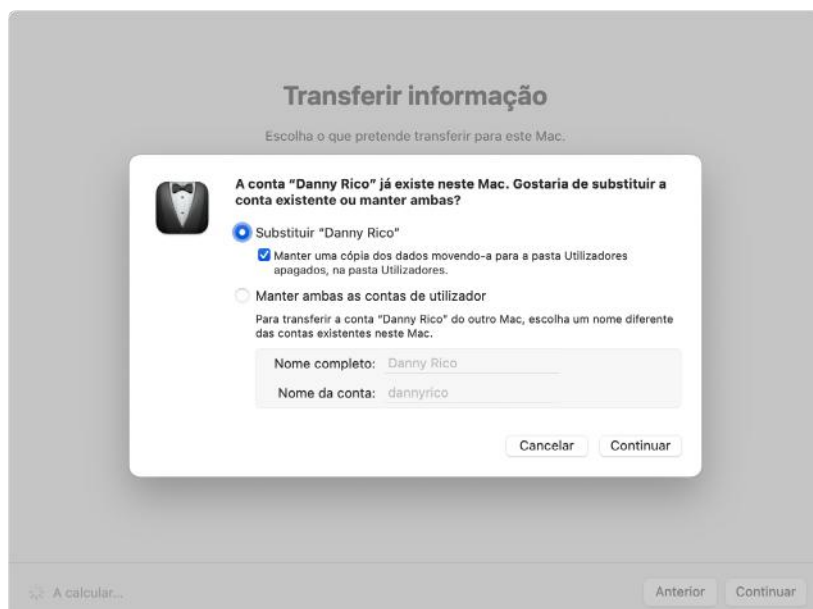 Transferir informação
Escolha o que pretende transferir para este Mac.
A conta “Danny Rico” já existe neste Mac. Gostaria de substituir a
conta existente ou manter ambas?
Substituir “Danny Rico”
Manter uma cópia dos dados movendo-a para a pasta Utilizadores
apagados, na pasta Utilizadores.
Manter ambas as contas de utilizador
Para transferir a conta “Danny Rico” do outro Mac, escolha um nome diferente
das contas existentes neste Mac.
Nome completo: Danny Rico
Nome da conta: dannyrico
Cancelar Continuar
A calcular... Anterior Continuar